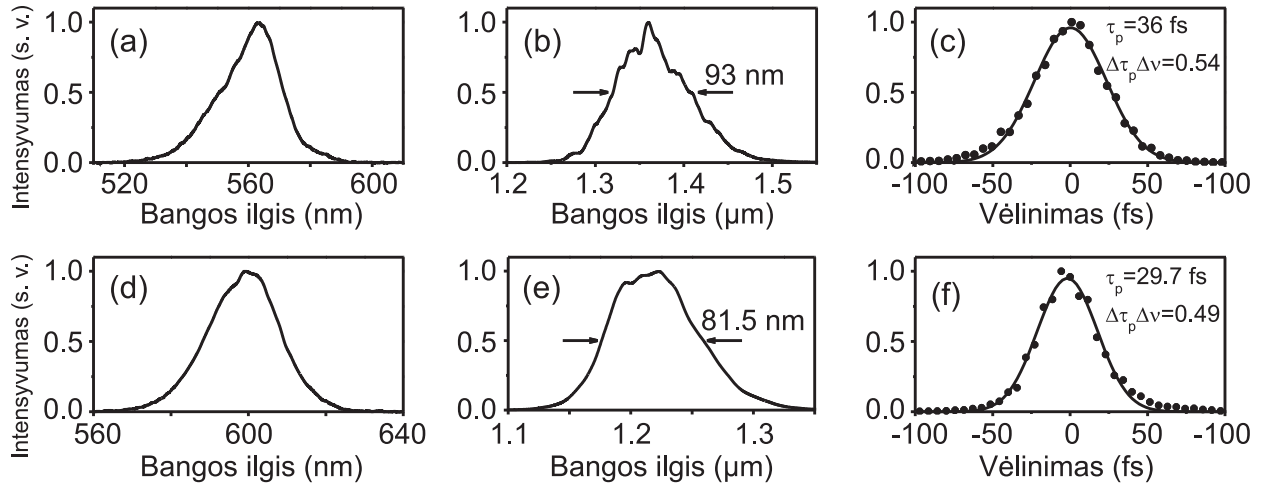 Intensyvumas (s. v.)
1.0
0.5
0.0
(a)
520 560 600
Bangos ilgis (nm)
1.0
0.5
0.0
(b)
93 nm
1.2 1.3 1.4 1.5
Bangos ilgis (µm)
1.0
0.5
0.0
(c)
τp=36 fs
ΔτpΔν=0.54
-100 -50 0 50 -100
Vėlinimas (fs)
Intensyvumas (s. v.)
1.0
0.5
0.0
(d)
560 580 600 620 640
Bangos ilgis (nm)
1.0
0.5
0.0
(e)
81.5 nm
1.1 1.2 1.3
Bangos ilgis (µm)
1.0
0.5
0.0
(f)
τp=29.7 fs
ΔτpΔν=0.49
-100 -50 0 50 -100
Vėlinimas (fs)